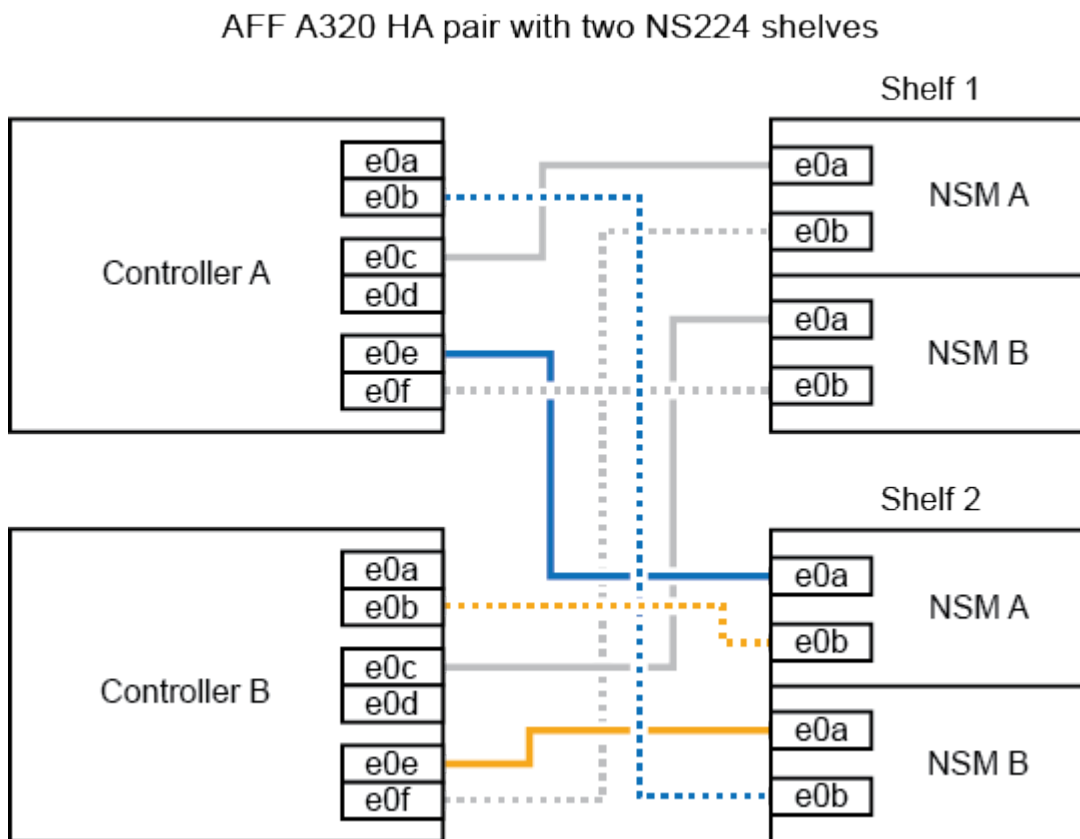 AFF A320 HA pair with two NS224 shelves
Shelf 1
Controller A
e0a
e0b
e0c
e0d
e0e
e0f
e0a
e0b
NSM A
e0a
e0b
NSM B
Shelf 2
Controller B
e0a
e0b
e0c
e0d
e0e
e0f
e0a
e0b
NSM A
e0a
e0b
NSM B